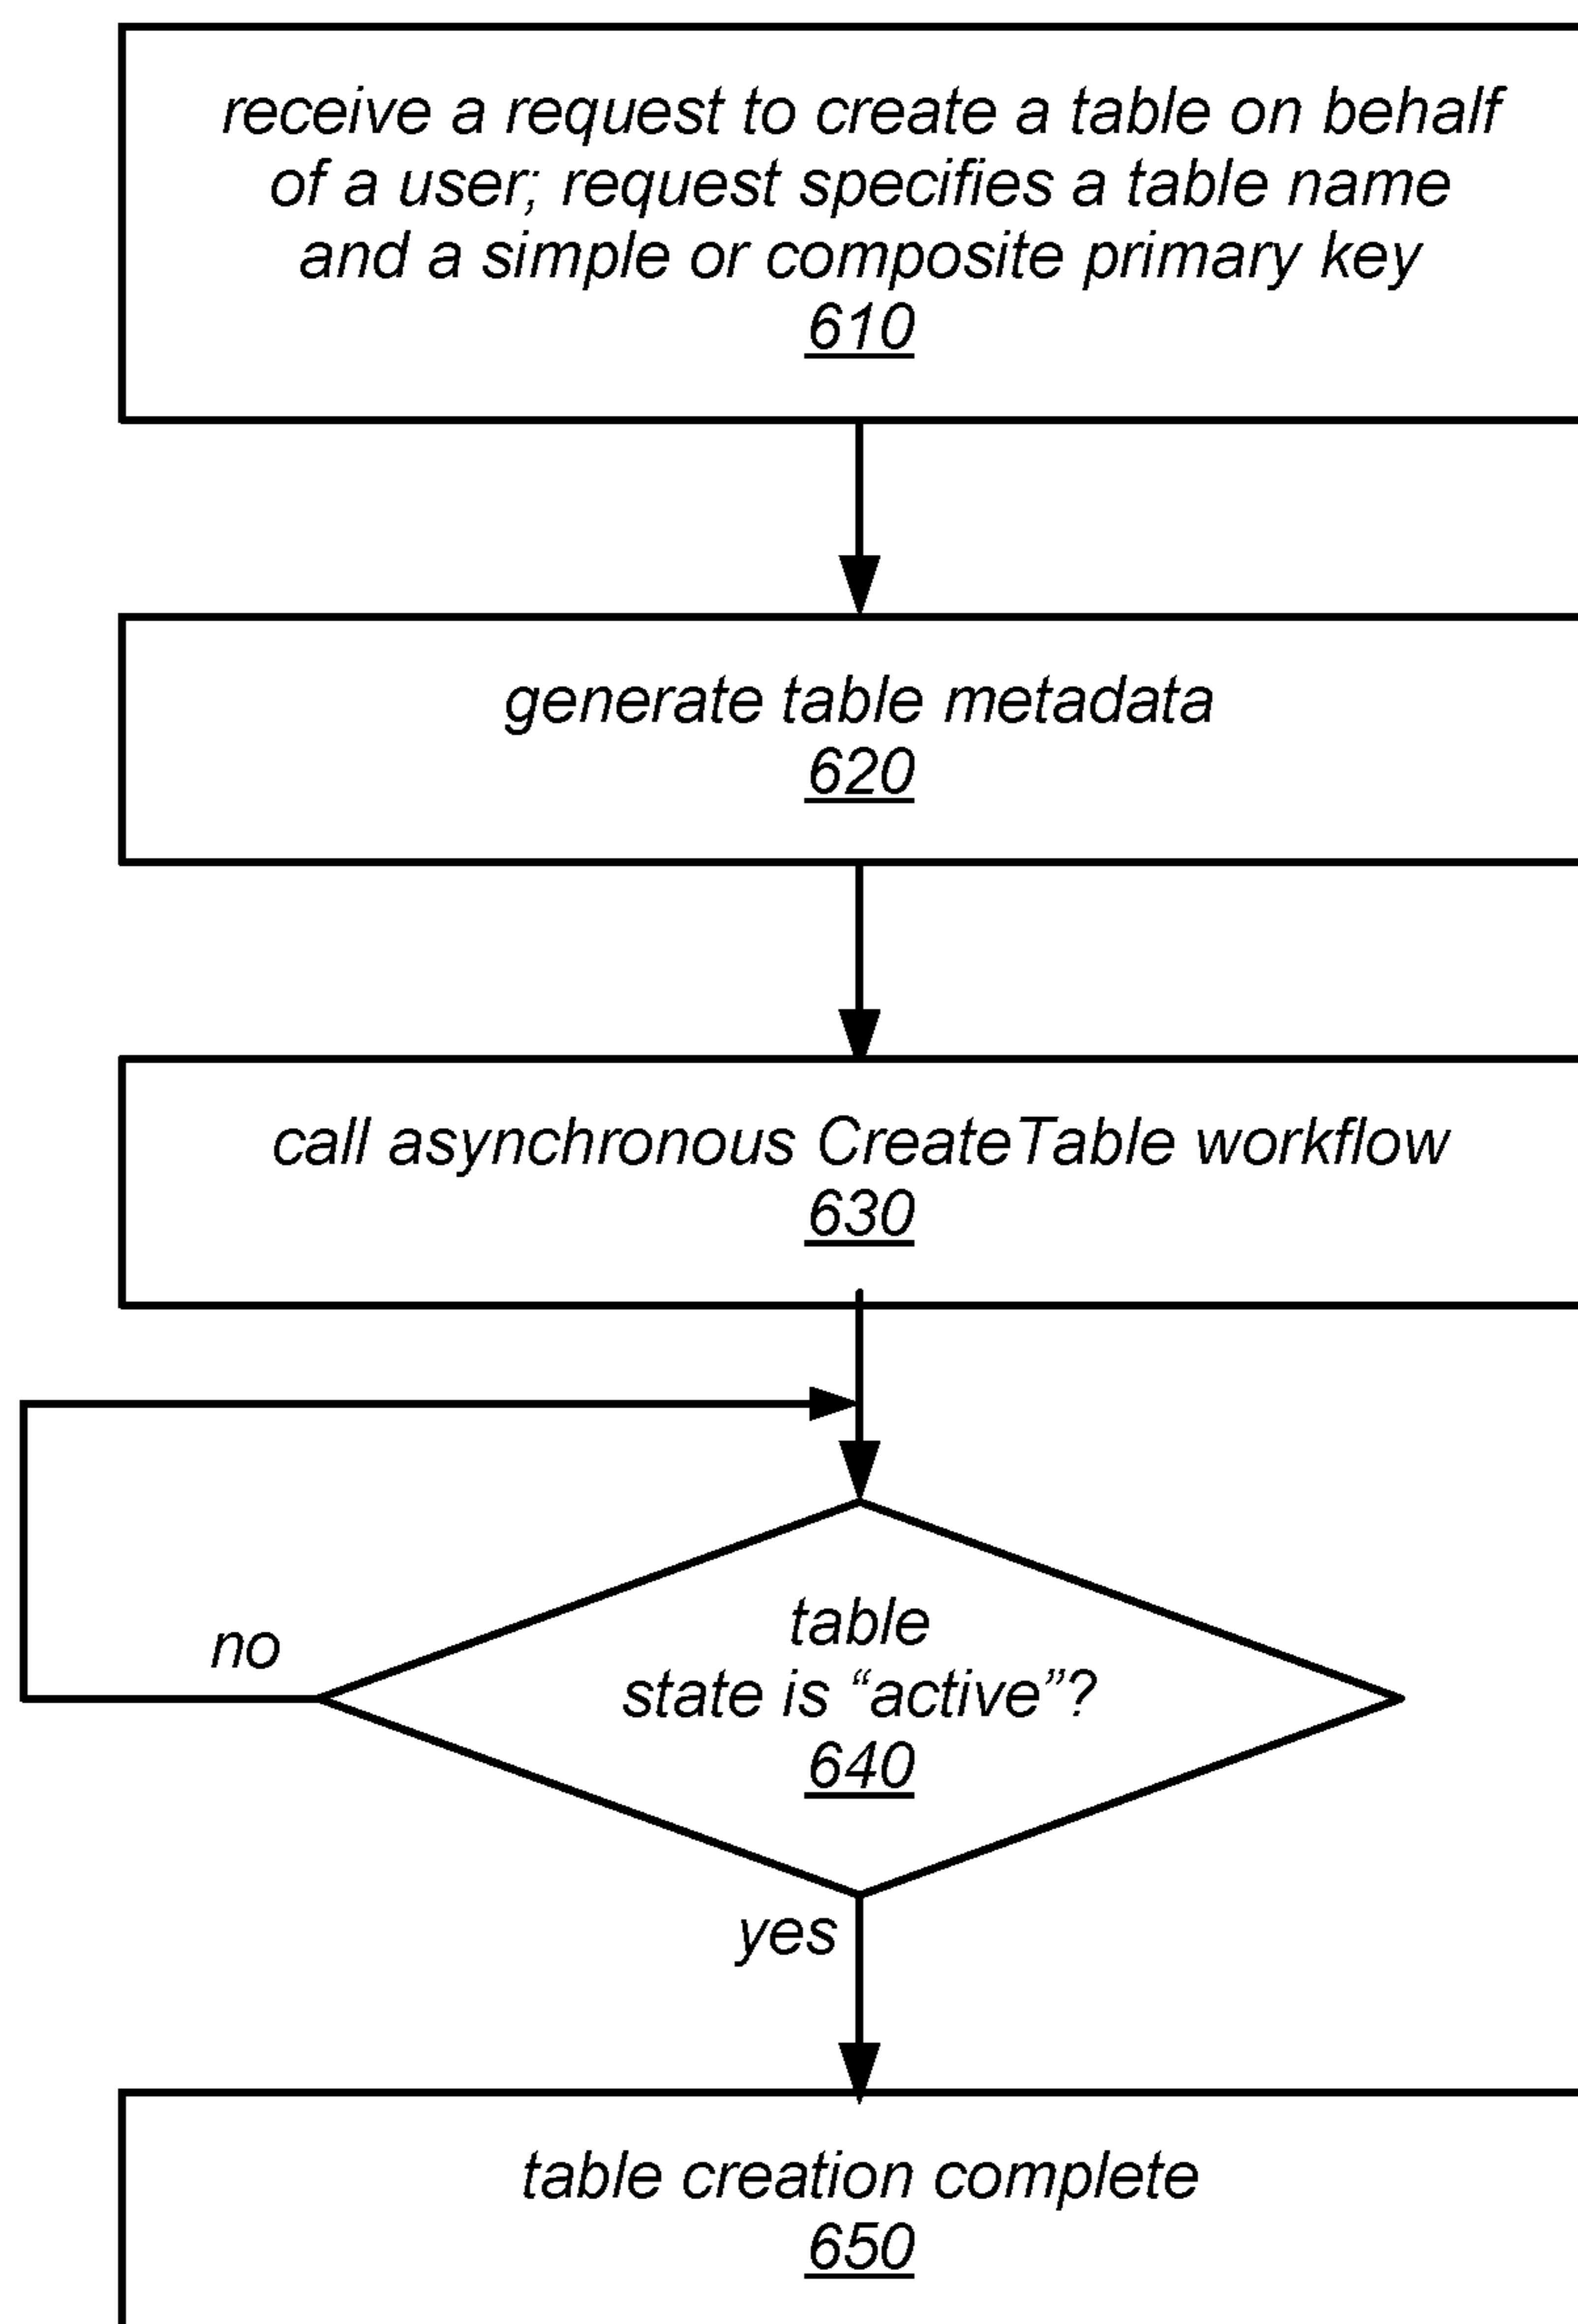 receive a request to create a table on behalf
of a user; request specifies a table name
and a simple or composite primary key
610
generate table metadata
620
call asynchronous CreateTable workflow
630
no
table
state is “active”?
640
yes
table creation complete
650